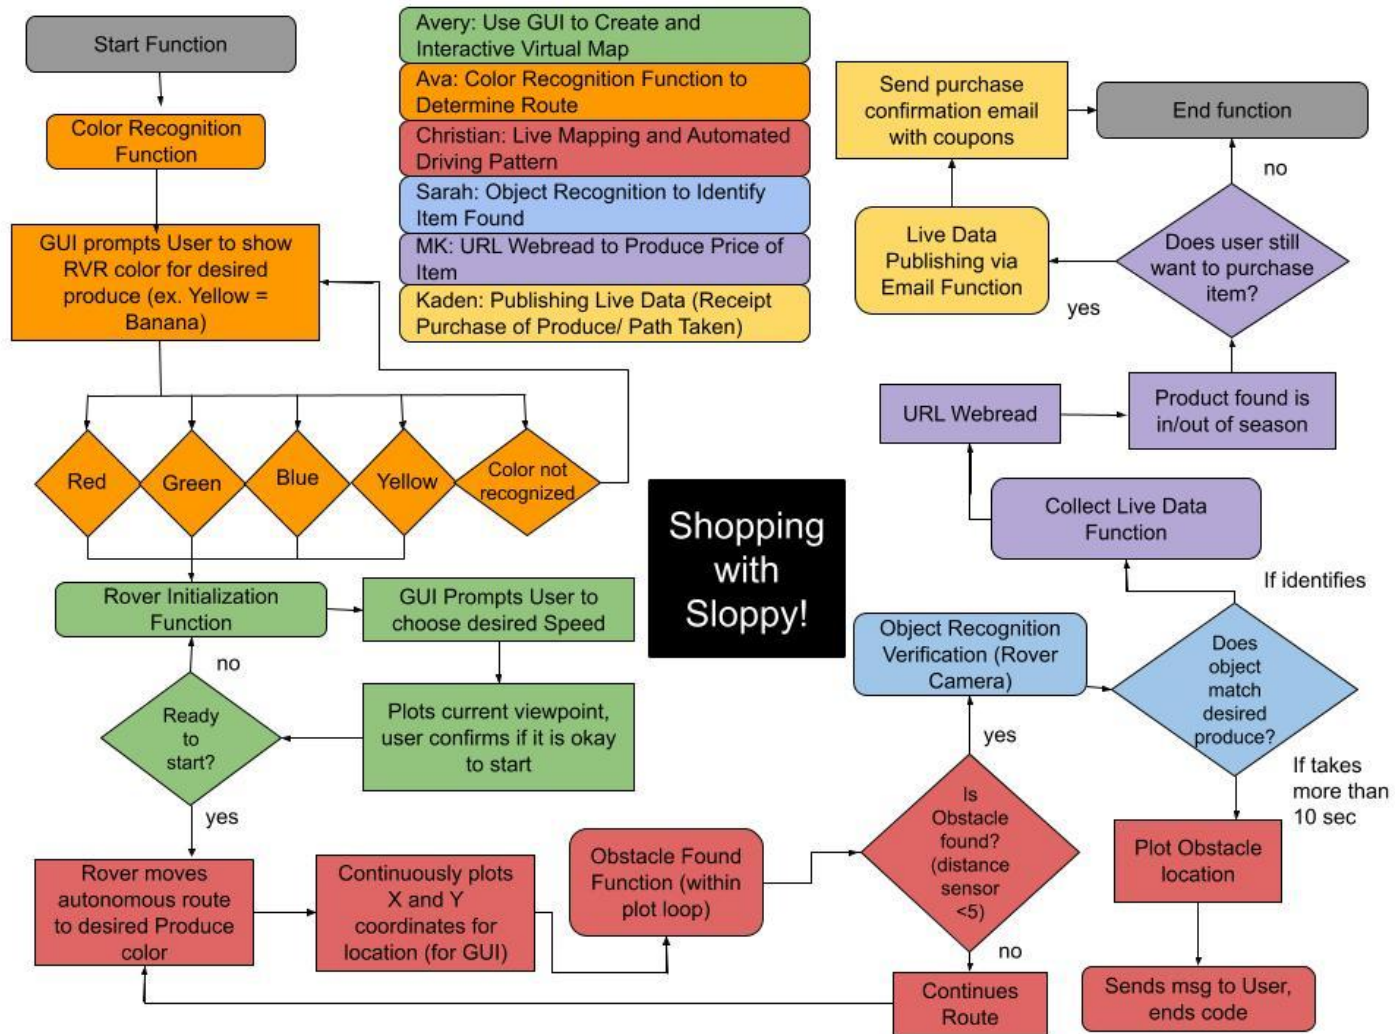 Start Function
Color Recognition
Function
GUI prompts User to show
RVR color for desired
produce (ex. Yellow =
Banana)
Red
Green
Blue
Yellow
Color not
recognized
Avery: Use GUI to Create and
Interactive Virtual Map
Ava: Color Recognition Function to
Determine Route
Christian: Live Mapping and Automated
Driving Pattern
Sarah: Object Recognition to Identify
Item Found
MK: URL Webread to Produce Price of
Item
Kaden: Publishing Live Data (Receipt
Purchase of Produce/ Path Taken)
Shopping
with
Sloppy!
Rover Initialization
Function
GUI Prompts User to
choose desired Speed
Plots current viewpoint,
user confirms if it is okay
to start
no
Ready
to
start?
yes
Rover moves
autonomous route
to desired Produce
color
Continuously plots
X and Y
coordinates for
location (for GUI)
Obstacle Found
Function (within
plot loop)
Is
Obstacle
found?
(distance
sensor
<5)
no
Continues
Route
yes
Object Recognition
Verification (Rover
Camera)
Does
object
match
desired
produce?
If takes
more than
10 sec
Plot Obstacle
location
Sends msg to User,
ends code
If identifies
Collect Live Data
Function
URL Webread
Product found is
in/out of season
Does user still
want to purchase
item?
yes
Live Data
Publishing via
Email Function
Send purchase
confirmation email
with coupons
no
End function